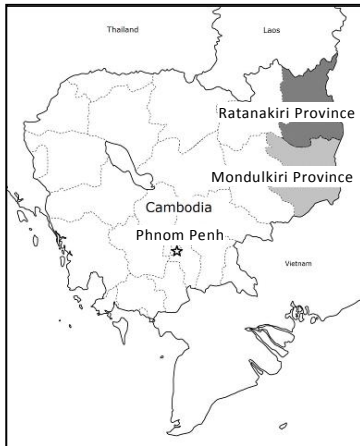 Thailand
Laos
Ratanakiri Province
Mondulkiri Province
Cambodia
Phnom Penh
Vietnam